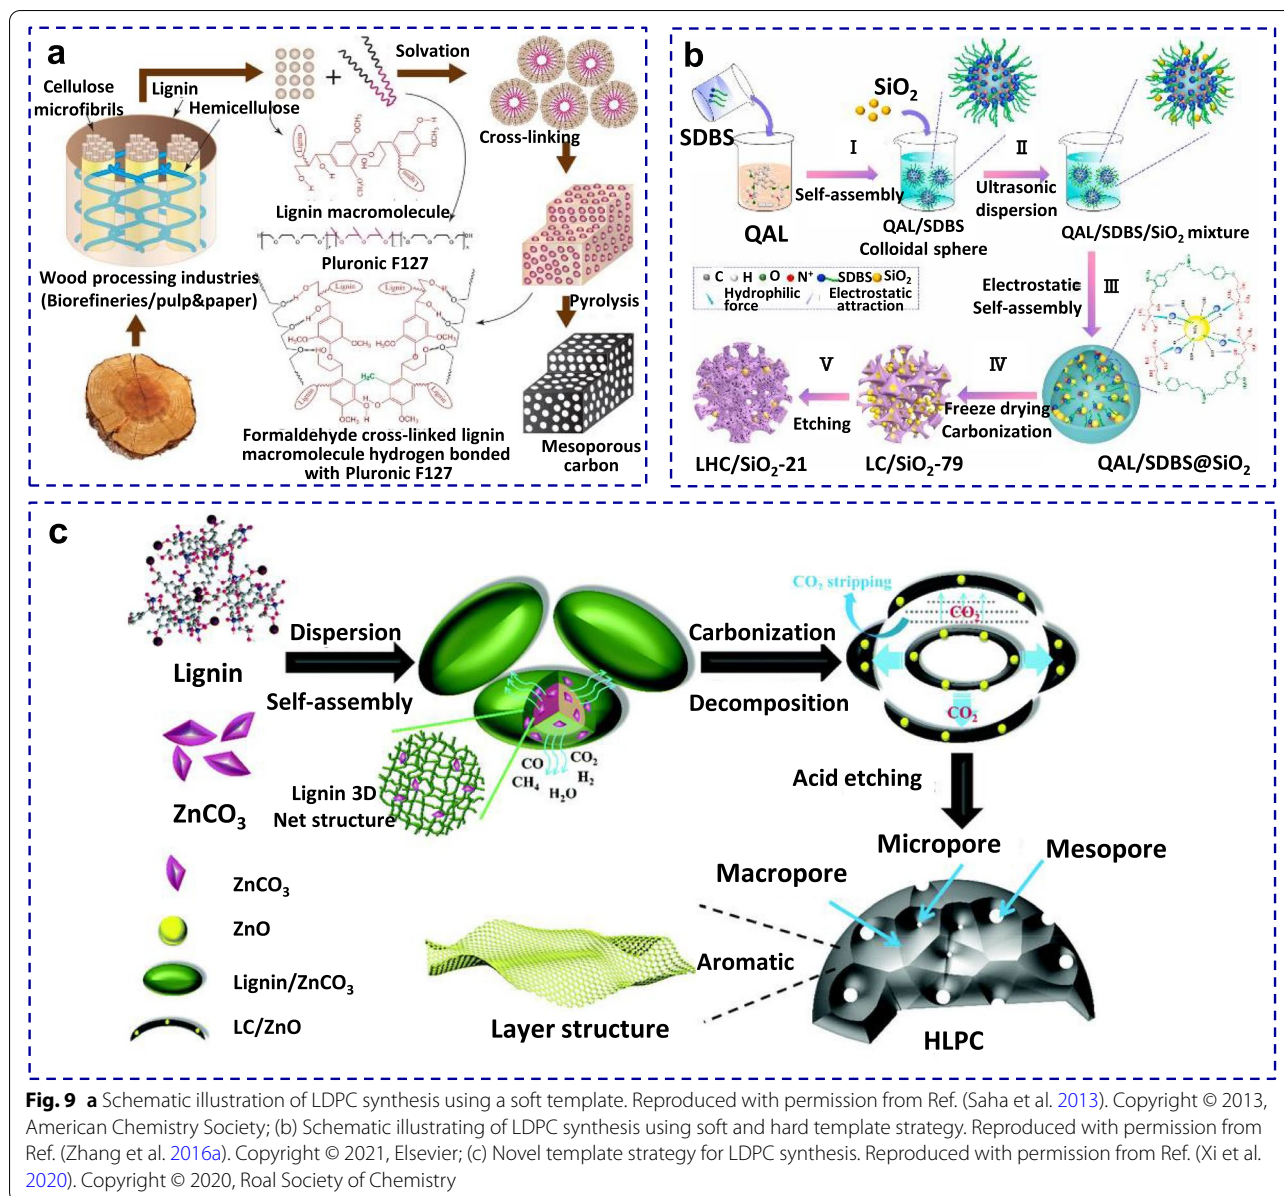 a
Cellulose
microfibrils
Lignin
Hemicellulose
Solvation
Cross-linking
Lignin macromolecule
Pluronic F127
Wood processing industries
(Biorefineries/pulp&paper)
Pyrolysis
Mesoporous
carbon
Formaldehyde cross-linked lignin
macromolecule hydrogen bonded
with Pluronic F127
b
SDBS
SiO₂
I
Self-assembly
QAL
QAL/SDBS
Colloidal sphere
II
Ultrasonic
dispersion
QAL/SDBS/SiO₂ mixture
C H O N⁺ SDBS SiO₂
Hydrophilic
force
Electrostatic
attraction
Electrostatic
Self-assembly
III
V
Etching
IV
Freeze drying
Carbonization
LHC/SiO₂-21
LC/SiO₂-79
QAL/SDBS@SiO₂
c
Lignin
ZnCO₃
Dispersion
Self-assembly
Lignin 3D
Net structure
CO
CH₄
H₂O
CO₂
H₂
Carbonization
Decomposition
CO₂ stripping
CO₂
CO₂
Acid etching
ZnCO₃
ZnO
Lignin/ZnCO₃
LC/ZnO
Macropore
Micropore
Mesopore
Aromatic
Layer structure
HLPC
Fig. 9 a Schematic illustration of LDPC synthesis using a soft template. Reproduced with permission from Ref. (Saha et al. 2013). Copyright © 2013,
American Chemistry Society; (b) Schematic illustrating of LDPC synthesis using soft and hard template strategy. Reproduced with permission from
Ref. (Zhang et al. 2016a). Copyright © 2021, Elsevier; (c) Novel template strategy for LDPC synthesis. Reproduced with permission from Ref. (Xi et al.
2020). Copyright © 2020, Roal Society of Chemistry